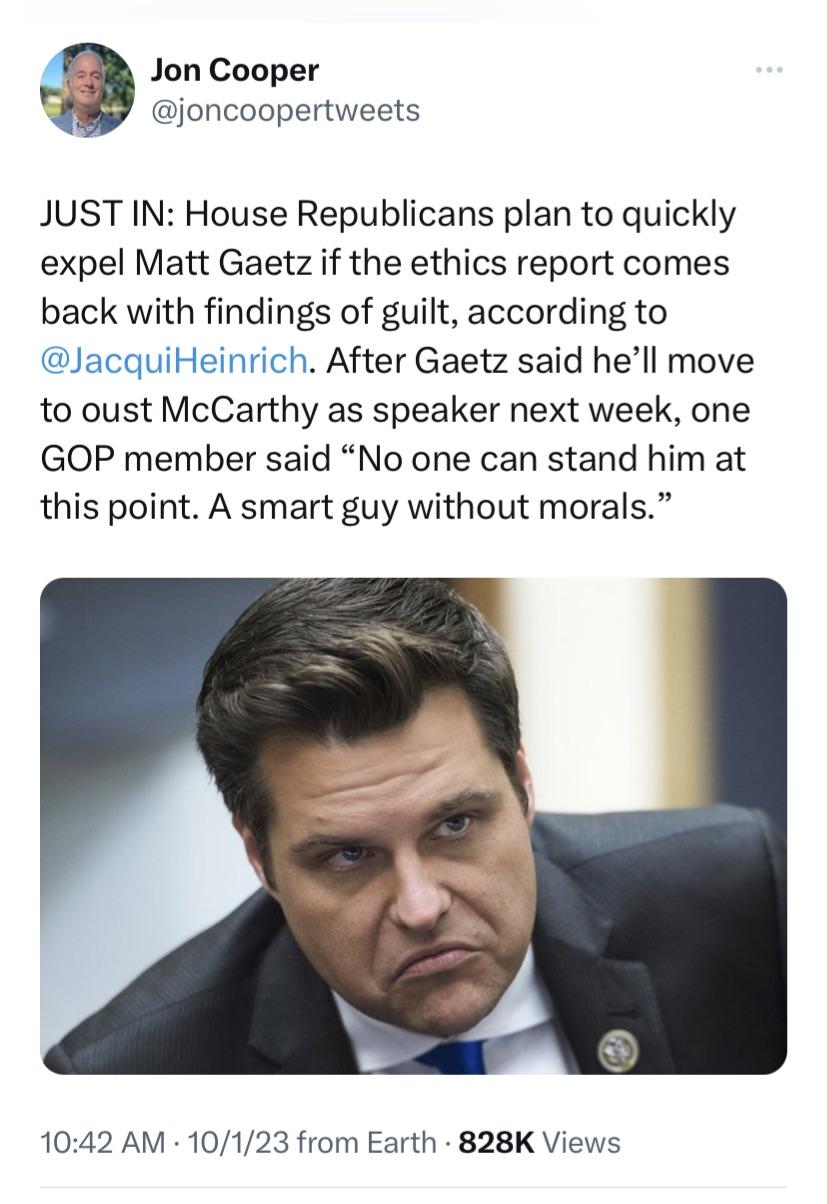 Jon Cooper
@joncoopertweets
JUST IN: House Republicans plan to quickly
expel Matt Gaetz if the ethics report comes
back with findings of guilt, according to
@JacquiHeinrich. After Gaetz said he’ll move
to oust McCarthy as speaker next week, one
GOP member said “No one can stand him at
this point. A smart guy without morals.”
10:42 AM · 10/1/23 from Earth · 828K Views